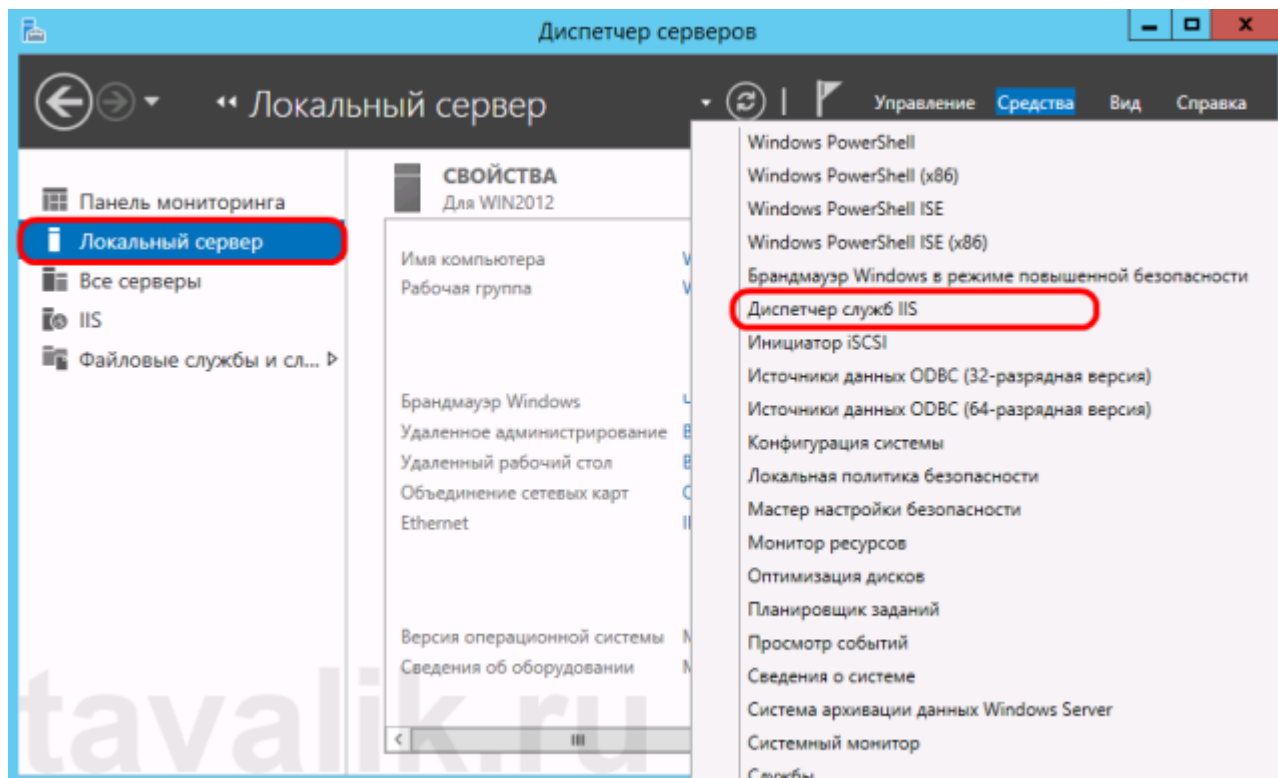 Диспетчер серверов
Локальный сервер
Управление Средства Вид Справка
Панель мониторинга
Локальный сервер
Все серверы
IIS
Файловые службы и сл...
СВОЙСТВА
Для WIN2012
Имя компьютера
Рабочая группа
Брандмауэр Windows
Удаленное администрирование
Удаленный рабочий стол
Объединение сетевых карт
Ethernet
Версия операционной системы
Сведения об оборудовании
Windows PowerShell
Windows PowerShell (x86)
Windows PowerShell ISE
Windows PowerShell ISE (x86)
Брандмауэр Windows в режиме повышенной безопасности
Диспетчер служб IIS
Инициатор iSCSI
Источники данных ODBC (32-разрядная версия)
Источники данных ODBC (64-разрядная версия)
Конфигурация системы
Локальная политика безопасности
Мастер настройки безопасности
Монитор ресурсов
Оптимизация дисков
Планировщик заданий
Просмотр событий
Сведения о системе
Система архивации данных Windows Server
Системный монитор
Службы
tavalik.ru